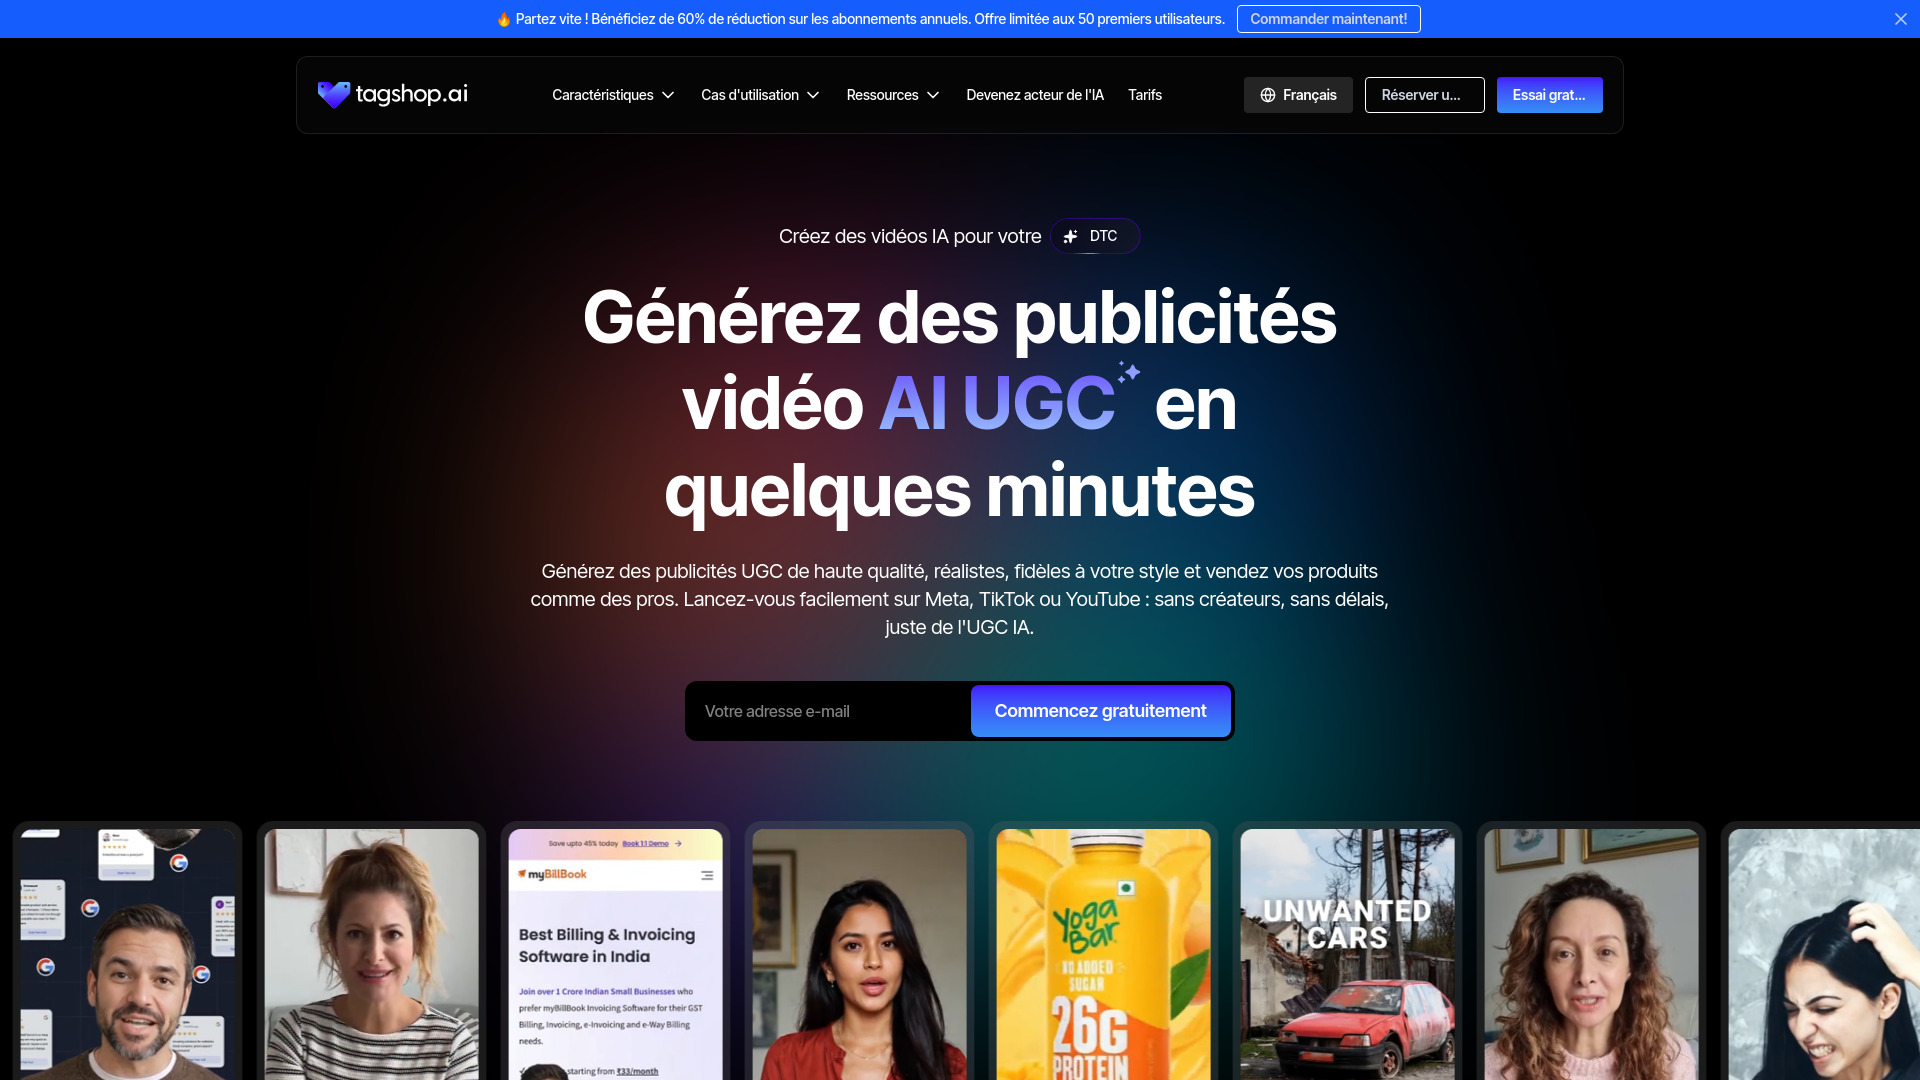 🔥 Partez vite ! Bénéficiez de 60% de réduction sur les abonnements annuels. Offre limitée aux 50 premiers utilisateurs. Commander maintenant!
tagshop.ai Caractéristiques Cas d'utilisation Ressources Devenez acteur de l'IA Tarifs Français Réserver u... Essai grat...
Créez des vidéos IA pour votre DTC
Générez des publicités
vidéo AI UGC en
quelques minutes
Générez des publicités UGC de haute qualité, réalistes, fidèles à votre style et vendez vos produits
comme des pros. Lancez-vous facilement sur Meta, TikTok ou YouTube : sans créateurs, sans délais,
juste de l'UGC IA.
Votre adresse e-mail Commencez gratuitement
Save upto 45% today Book 1:1 Demo
myBillBook
Best Billing & Invoicing
Software in India
Join over 1 Crore Indian Small Businesses who
prefer myBillBook Invoicing Software for their GST
Billing, Invoicing, e-Invoicing and e-Way Billing
needs.
starting from ₹33/month
Yoga
Bar
NO ADDED
SUGAR
26G
PROTEIN
UNWANTED
CARS